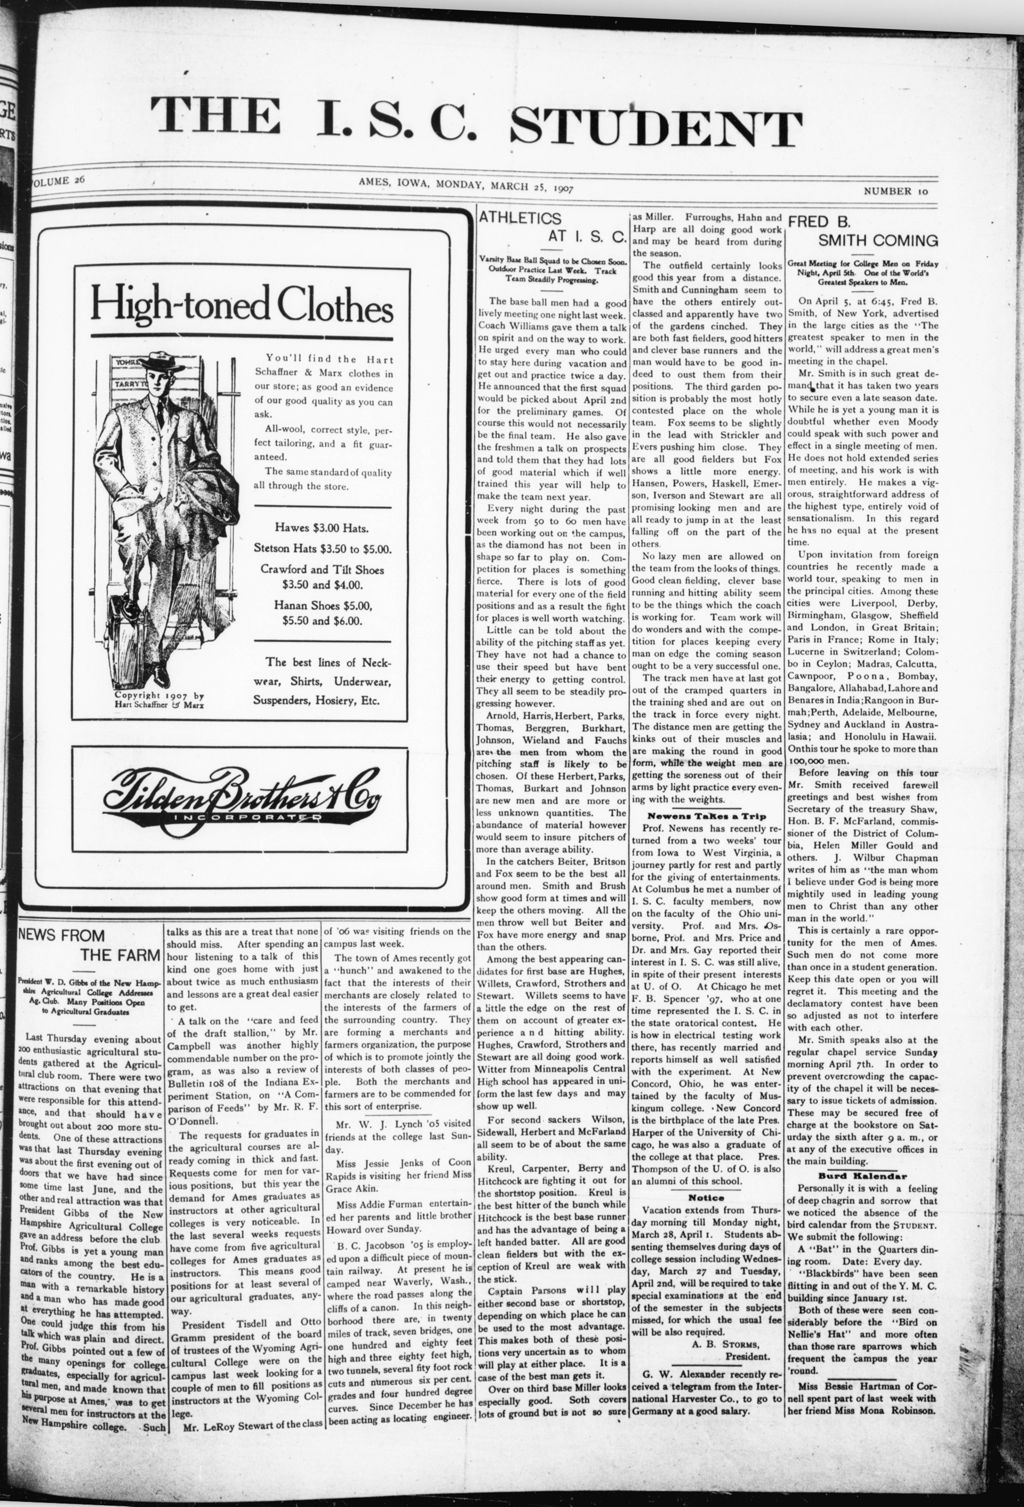 THE I. S. C. STUDENT
VOLUME 26
AMES, IOWA, MONDAY, MARCH 25, 1907
NUMBER 10
High-toned Clothes
You'll find the Hart
Schaffner & Marx clothes in
our store; as good an evidence
of our good quality as you can
ask.
All-wool, correct style, per-
fect tailoring, and a fit guar-
anteed.
The same standard of quality
all through the store.
Hawes $3.00 Hats.
Stetson Hats $3.50 to $5.00.
Crawford and Tilt Shoes
$3.50 and $4.00.
Hanan Shoes $5.00,
$5.50 and $6.00.
The best lines of Neck-
wear, Shirts, Underwear,
Suspenders, Hosiery, Etc.
Copyright 1907 by
Hart Schaffner & Marx
Tilden Brothers & Co
INCORPORATED
NEWS FROM
THE FARM
President W. D. Gibbs of the New Hamp-
shire Agricultural College Addresses
Ag. Club. Many Positions Open
to Agricultural Graduates
Last Thursday evening about
200 enthusiastic agricultural stu-
dents gathered at the Agricul-
tural club room. There were two
attractions on that evening that
were responsible for this attend-
ance, and that should have
brought out about 200 more stu-
dents. One of these attractions
was that last Thursday evening
was about the first evening out of
doors that we have had since
some time last June, and the
other and real attraction was that
President Gibbs of the New
Hampshire Agricultural College
gave an address before the club.
Prof. Gibbs is yet a young man
and ranks among the best edu-
cators of the country. He is a
man with a remarkable history
and a man who has made good
at everything he has attempted.
One could judge this from his
talk which was plain and direct.
Prof. Gibbs pointed out a few of
the many openings for college
graduates, especially for agricul-
tural men, and made known that
his purpose at Ames, was to get
several men for instructors at the
New Hampshire college. Such
talks as this are a treat that none
should miss. After spending an
hour listening to a talk of this
kind one goes home with just
about twice as much enthusiasm
and lessons are a great deal easier
to get.
A talk on the "care and feed
of the draft stallion," by Mr.
Campbell was another highly
commendable number on the pro-
gram, as was also a review of
Bulletin 108 of the Indiana Ex-
periment Station, on "A Com-
parison of Feeds" by Mr. R. F.
O'Donnell.
The requests for graduates in
the agricultural courses are al-
ready coming in thick and fast.
Requests come for men for var-
ious positions, but this year the
demand for Ames graduates as
instructors at other agricultural
colleges is very noticeable. In
the last several weeks requests
have come from five agricultural
colleges for Ames graduates as
instructors. This means good
positions for at least several of
our agricultural graduates, any-
way.
President Tisdell and Otto
Gramm president of the board
of trustees of the Wyoming Agri-
cultural College were on the
campus last week looking for a
couple of men to fill positions as
instructors at the Wyoming Col-
lege.
Mr. LeRoy Stewart of the class
of '06 was visiting friends on the
campus last week.
The town of Ames recently got
a "hunch" and awakened to the
fact that the interests of their
merchants are closely related to
the interests of the farmers of
the surrounding country. They
are forming a merchants and
farmers organization, the purpose
of which is to promote jointly the
interests of both classes of peo-
ple. Both the merchants and
farmers are to be commended for
this sort of enterprise.
Mr. W. J. Lynch '05 visited
friends at the college last Sun-
day.
Miss Jessie Jenks of Coon
Rapids is visiting her friend Miss
Grace Akin.
Miss Addie Furman entertain-
ed her parents and little brother
Howard over Sunday.
B. C. Jacobson '05 is employ-
ed upon a difficult piece of moun-
tain railway. At present he is
camped near Waverly, Wash.,
where the road passes along the
cliffs of a canon. In this neigh-
borhood there are, in twenty
miles of track, seven bridges, one
one hundred and eighty feet
high and three eighty feet high,
two tunnels, several fifty foot rock
cuts and numerous six per cent.
grades and four hundred degree
curves. Since December he has
been acting as locating engineer.
ATHLETICS
AT I. S. C.
Varsity Base Ball Squad to be Chosen Soon.
Outdoor Practice Last Week. Track
Team Steadily Progressing.
The base ball men had a good
lively meeting one night last week.
Coach Williams gave them a talk
on spirit and on the way to work.
He urged every man who could
to stay here during vacation and
get out and practice twice a day.
He announced that the first squad
would be picked about April 2nd
for the preliminary games. Of
course this would not necessarily
be the final team. He also gave
the freshmen a talk on prospects
and told them that they had lots
of good material which if well
trained this year will help to
make the team next year.
Every night during the past
week from 50 to 60 men have
been working out on the campus,
as the diamond has not been in
shape so far to play on. Com-
petition for places is something
fierce. There is lots of good
material for every one of the field
positions and as a result the fight
for places is well worth watching.
Little can be told about the
ability of the pitching staff as yet.
They have not had a chance to
use their speed but have bent
their energy to getting control.
They all seem to be steadily pro-
gressing however.
Arnold, Harris, Herbert, Parks,
Thomas, Berggren, Burkhart,
Johnson, Wieland and Fauchs
are the men from whom the
pitching staff is likely to be
chosen. Of these Herbert, Parks,
Thomas, Burkart and Johnson
are new men and are more or
less unknown quantities. The
abundance of material however
would seem to insure pitchers of
more than average ability.
In the catchers Beiter, Britson
and Fox seem to be the best all
around men. Smith and Brush
show good form at times and will
keep the others moving. All the
men throw well but Beiter and
Fox have more energy and snap
than the others.
Among the best appearing can-
didates for first base are Hughes,
Willets, Crawford, Strothers and
Stewart. Willets seems to have
a little the edge on the rest of
them on account of greater ex-
perience and hitting ability.
Hughes, Crawford, Strothers and
Stewart are all doing good work.
Witter from Minneapolis Central
High school has appeared in uni-
form the last few days and may
show up well.
For second sackers Wilson,
Sidewall, Herbert and McFarland
all seem to be of about the same
ability.
Kreul, Carpenter, Berry and
Hitchcock are fighting it out for
the shortstop position. Kreul is
the best hitter of the bunch while
Hitchcock is the best base runner
and has the advantage of being a
left handed batter. All are good
clean fielders but with the ex-
ception of Kreul are weak with
the stick.
Captain Parsons will play
either second base or shortstop,
depending on which place he can
be used to the most advantage.
This makes both of these posi-
tions very uncertain as to whom
will play at either place. It is a
case of the best man gets it.
Over on third base Miller looks
especially good. Soth covers
lots of ground but is not so sure
as Miller. Furroughs, Hahn and
Harp are all doing good work
and may be heard from during
the season.
The outfield certainly looks
good this year from a distance.
Smith and Cunningham seem to
have the others entirely out-
classed and apparently have two
of the gardens cinched. They
are both fast fielders, good hitters
and clever base runners and the
man would have to be good in-
deed to oust them from their
positions. The third garden po-
sition is probably the most hotly
contested place on the whole
team. Fox seems to be slightly
in the lead with Strickler and
Evers pushing him close. They
are all good fielders but Fox
shows a little more energy.
Hansen, Powers, Haskell, Emer-
son, Iverson and Stewart are all
promising looking men and are
all ready to jump in at the least
falling off on the part of the
others.
No lazy men are allowed on
the team from the looks of things.
Good clean fielding, clever base
running and hitting ability seem
to be the things which the coach
is working for. Team work will
do wonders and with the compe-
tition for places keeping every
man on edge the coming season
ought to be a very successful one.
The track men have at last got
out of the cramped quarters in
the training shed and are out on
the track in force every night.
The distance men are getting the
kinks out of their muscles and
are making the round in good
form, while the weight men are
getting the soreness out of their
arms by light practice every even-
ing with the weights.
Newens Takes a Trip
Prof. Newens has recently re-
turned from a two weeks' tour
from Iowa to West Virginia, a
journey partly for rest and partly
for the giving of entertainments.
At Columbus he met a number of
I. S. C. faculty members, now
on the faculty of the Ohio uni-
versity. Prof. and Mrs. Os-
borne, Prof. and Mrs. Price and
Dr. and Mrs. Gay reported their
interest in I. S. C. was still alive,
in spite of their present interests
at U. of O. At Chicago he met
F. B. Spencer '97, who at one
time represented the I. S. C. in
the state oratorical contest. He
is how in electrical testing work
there, has recently married and
reports himself as well satisfied
with the experiment. At New
Concord, Ohio, he was enter-
tained by the faculty of Mus-
kingum college. New Concord
is the birthplace of the late Pres.
Harper of the University of Chi-
cago, he was also a graduate of
the college at that place. Pres.
Thompson of the U. of O. is also
an alumni of this school.
Notice
Vacation extends from Thurs-
day morning till Monday night,
March 28, April 1. Students ab-
senting themselves during days of
college session including Wednes-
day, March 27 and Tuesday,
April 2nd, will be required to take
special examinations at the end
of the semester in the subjects
missed, for which the usual fee
will be also required.
A. B. STORMS,
President.
G. W. Alexander recently re-
ceived a telegram from the Inter-
national Harvester Co., to go to
Germany at a good salary.
FRED B.
SMITH COMING
Great Meeting for College Men on Friday
Night, April 5th. One of the World's
Greatest Speakers to Men.
On April 5, at 6:45, Fred B.
Smith, of New York, advertised
in the large cities as the "The
greatest speaker to men in the
world," will address a great men's
meeting in the chapel.
Mr. Smith is in such great de-
mand that it has taken two years
to secure even a late season date.
While he is yet a young man it is
doubtful whether even Moody
could speak with such power and
effect in a single meeting of men.
He does not hold extended series
of meeting, and his work is with
men entirely. He makes a vig-
orous, straightforward address of
the highest type, entirely void of
sensationalism. In this regard
he has no equal at the present
time.
Upon invitation from foreign
countries he recently made a
world tour, speaking to men in
the principal cities. Among these
cities were Liverpool, Derby,
Birmingham, Glasgow, Sheffield
and London, in Great Britain;
Paris in France; Rome in Italy;
Lucerne in Switzerland; Colom-
bo in Ceylon; Madras, Calcutta,
Cawnpoor, Poona, Bombay,
Bangalore, Allahabad, Lahore and
Benares in India; Rangoon in Bur-
mah; Perth, Adelaide, Melbourne,
Sydney and Auckland in Austra-
lasia; and Honolulu in Hawaii.
Onthis tour he spoke to more than
100,000 men.
Before leaving on this tour
Mr. Smith received farewell
greetings and best wishes from
Secretary of the treasury Shaw,
Hon. B. F. McFarland, commis-
sioner of the District of Colum-
bia, Helen Miller Gould and
others. J. Wilbur Chapman
writes of him as "the man whom
I believe under God is being more
mightily used in leading young
men to Christ than any other
man in the world."
This is certainly a rare oppor-
tunity for the men of Ames.
Such men do not come more
than once in a student generation.
Keep this date open or you will
regret it. This meeting and the
declamatory contest have been
so adjusted as not to interfere
with each other.
Mr. Smith speaks also at the
regular chapel service Sunday
morning April 7th. In order to
prevent overcrowding the capac-
ity of the chapel it will be neces-
sary to issue tickets of admission.
These may be secured free of
charge at the bookstore on Sat-
urday the sixth after 9 a. m., or
at any of the executive offices in
the main building.
Burd Kalendar
Personally it is with a feeling
of deep chagrin and sorrow that
we noticed the absence of the
bird calendar from the STUDENT.
We submit the following:
A "Bat" in the Quarters din-
ing room. Date: Every day.
"Blackbirds" have been seen
flitting in and out of the Y. M. C.
building since January 1st.
Both of these were seen con-
siderably before the "Bird on
Nellie's Hat" and more often
than those rare sparrows which
frequent the campus the year
'round.
Miss Bessie Hartman of Cor-
nell spent part of last week with
her friend Miss Mona Robinson.